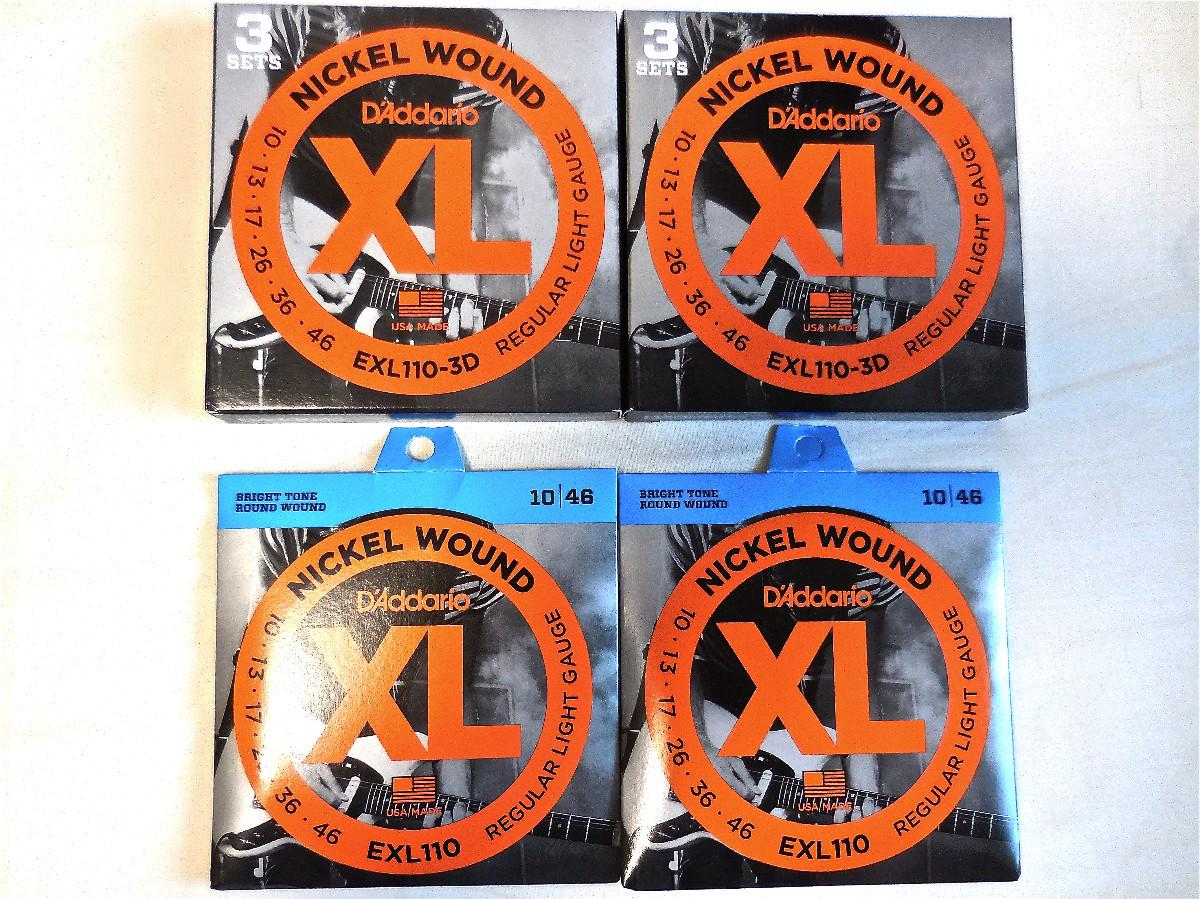 3
SETS
NICKEL WOUND
D'Addario
XL
10 · 13 · 17 · 26 · 36 · 46
REGULAR LIGHT GAUGE
USA MADE
EXL110-3D
3
SETS
NICKEL WOUND
D'Addario
XL
10 · 13 · 17 · 26 · 36 · 46
REGULAR LIGHT GAUGE
USA MADE
EXL110-3D
BRIGHT TONE
ROUND WOUND
10|46
NICKEL WOUND
D'Addario
XL
10 · 13 · 17 · 2 · 36 · 46
REGULAR LIGHT GAUGE
USA MADE
EXL110
BRIGHT TONE
ROUND WOUND
10|46
NICKEL WOUND
D'Addario
XL
10 · 13 · 17 · 26 · 36 · 46
REGULAR LIGHT GAUGE
USA MADE
EXL110